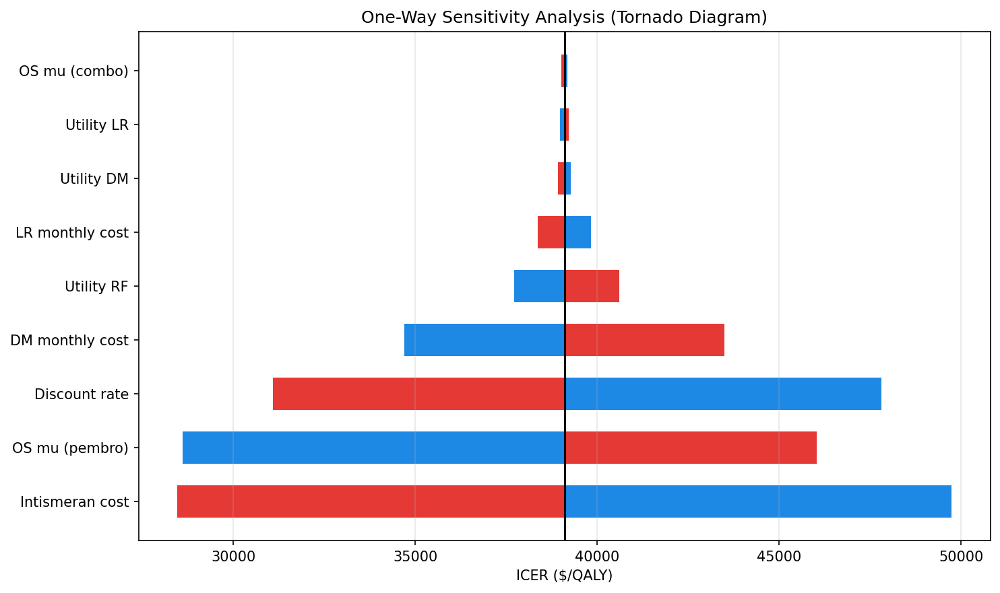 One-Way Sensitivity Analysis (Tornado Diagram)
OS mu (combo)
Utility LR
Utility DM
LR monthly cost
Utility RF
DM monthly cost
Discount rate
OS mu (pembro)
Intismeran cost
30000 35000 40000 45000 50000
ICER ($/QALY)